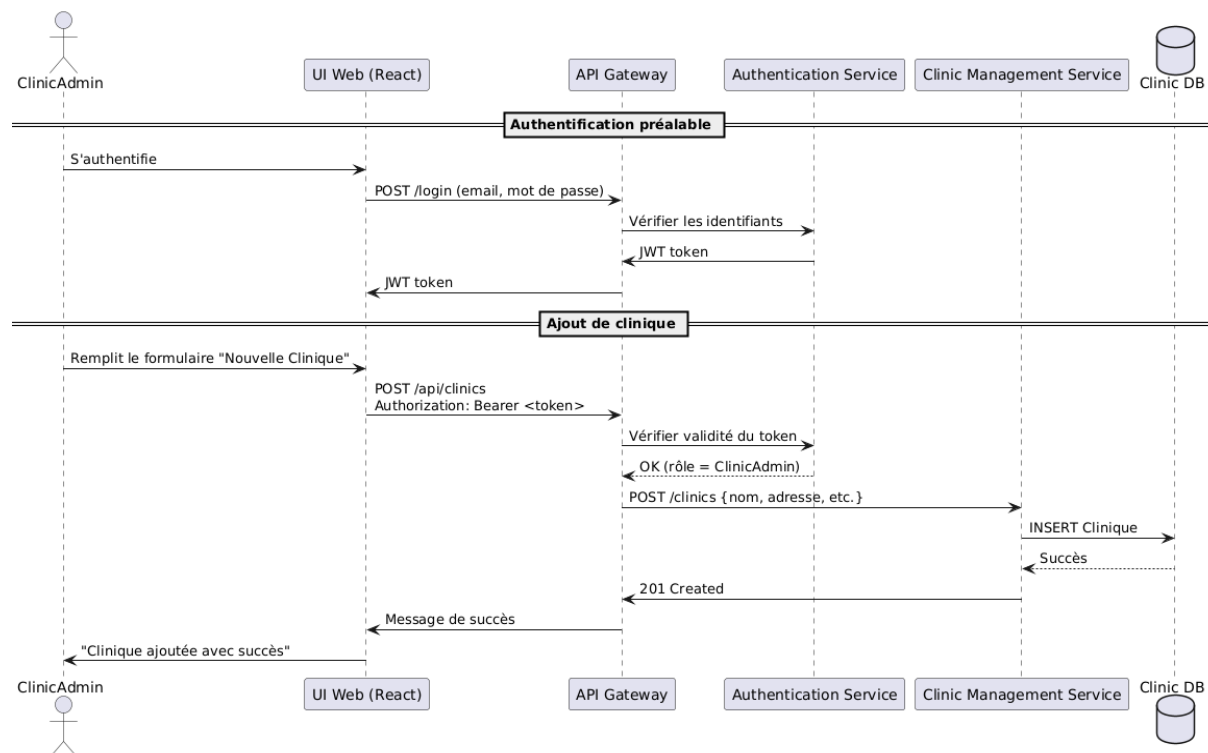 ClinicAdmin
UI Web (React)
API Gateway
Authentication Service
Clinic Management Service
Clinic DB
Authentification préalable
S'authentifie
POST /login (email, mot de passe)
Vérifier les identifiants
JWT token
JWT token
Ajout de clinique
Remplit le formulaire "Nouvelle Clinique"
POST /api/clinics
Authorization: Bearer <token>
Vérifier validité du token
OK (rôle = ClinicAdmin)
POST /clinics {nom, adresse, etc.}
INSERT Clinique
Succès
201 Created
Message de succès
"Clinique ajoutée avec succès"
ClinicAdmin
UI Web (React)
API Gateway
Authentication Service
Clinic Management Service
Clinic DB